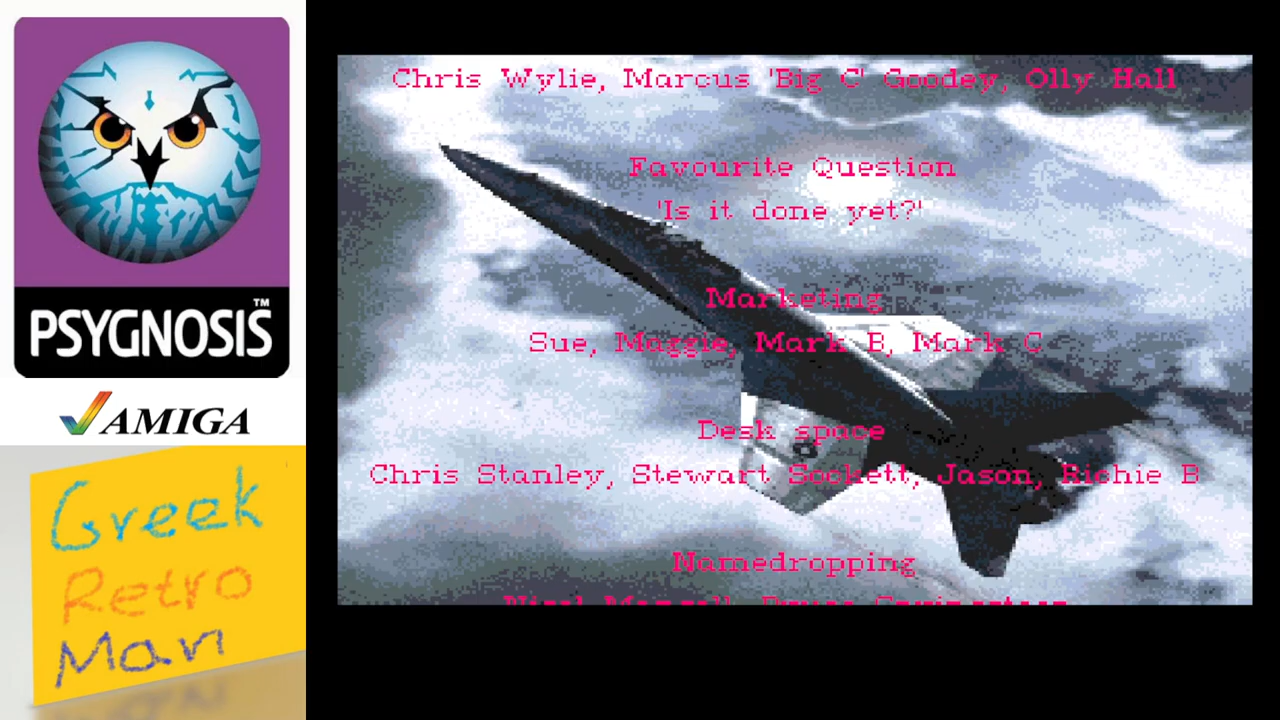 PSYGNOSIS™
AMIGA
Greek
Retro
Man
Chris Wylie, Marcus 'Big C' Goodey, Olly Hall
Favourite Question
'Is it done yet?'
Marketing
Sue, Maggie, Mark B, Mark C
Desk space
Chris Stanley, Stewart Sockett, Jason, Richie B
Namedropping